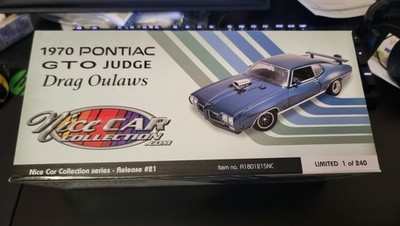 1970 PONTIAC
GTO JUDGE
Drag Oulaws
Nice CAR
COLLECTION
.COM
Nice Car Collection series - Release #21
Item no. A1801215NC
LIMITED 1 of 240